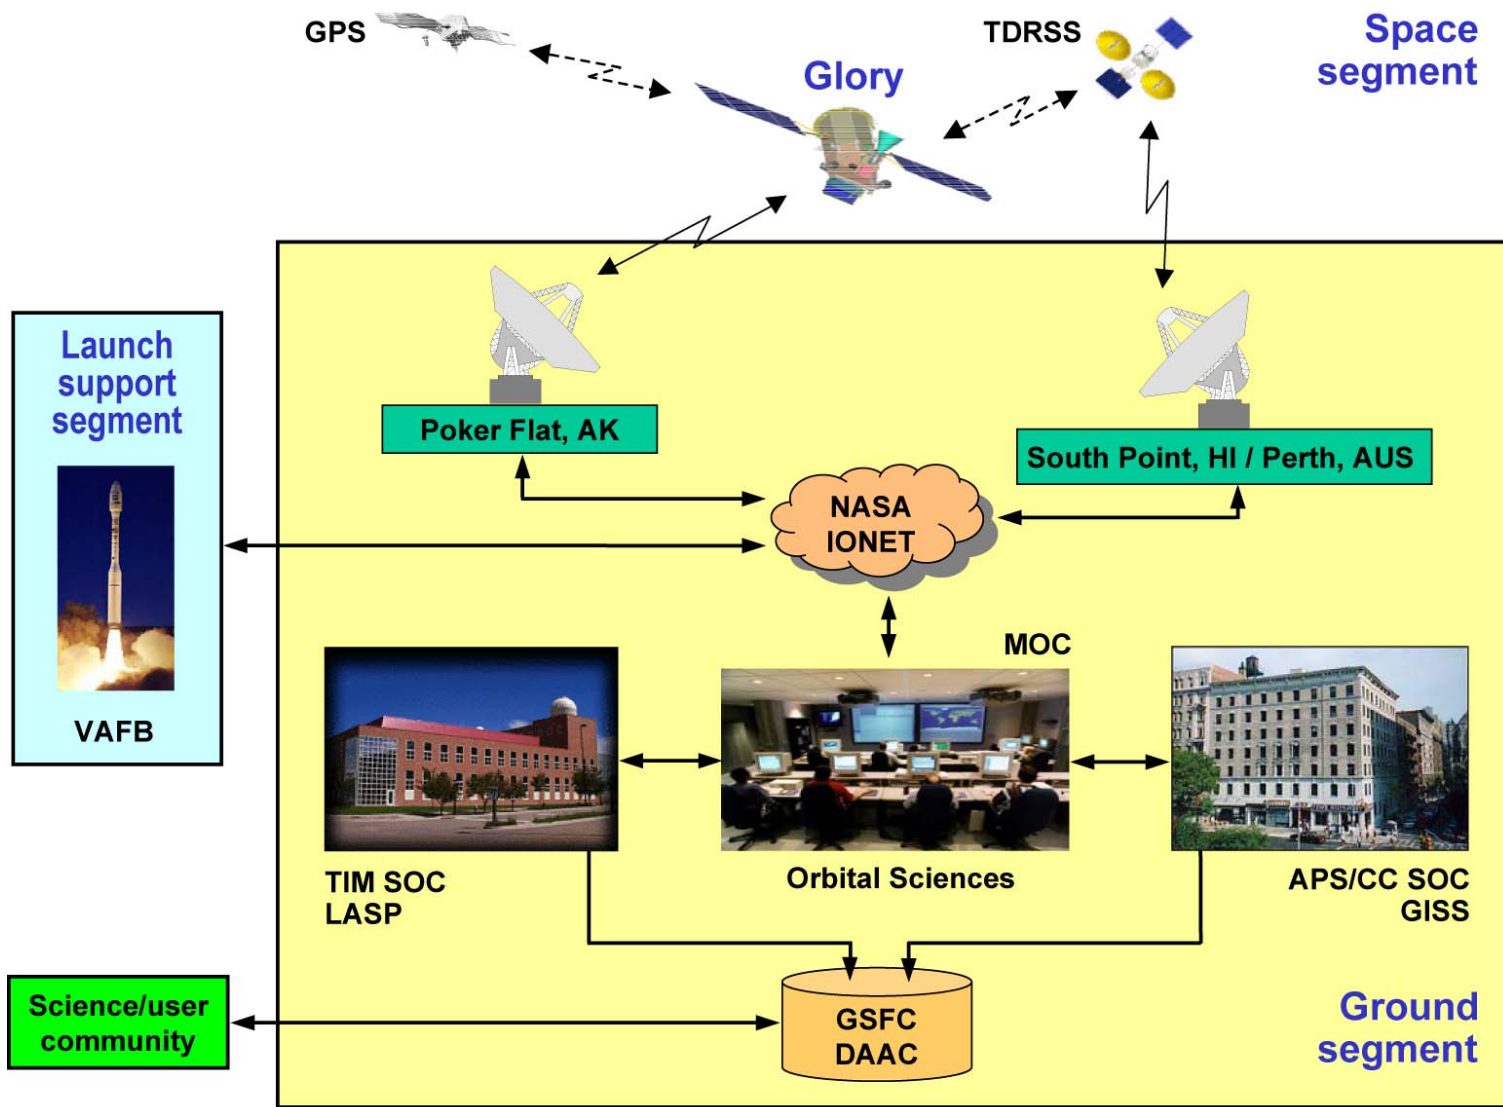 GPS
TDRSS
Space
segment
Glory
Launch
support
segment
Poker Flat, AK
South Point, HI / Perth, AUS
NASA
IONET
MOC
VAFB
TIM SOC
LASP
Orbital Sciences
APS/CC SOC
GISS
Science/user
community
GSFC
DAAC
Ground
segment